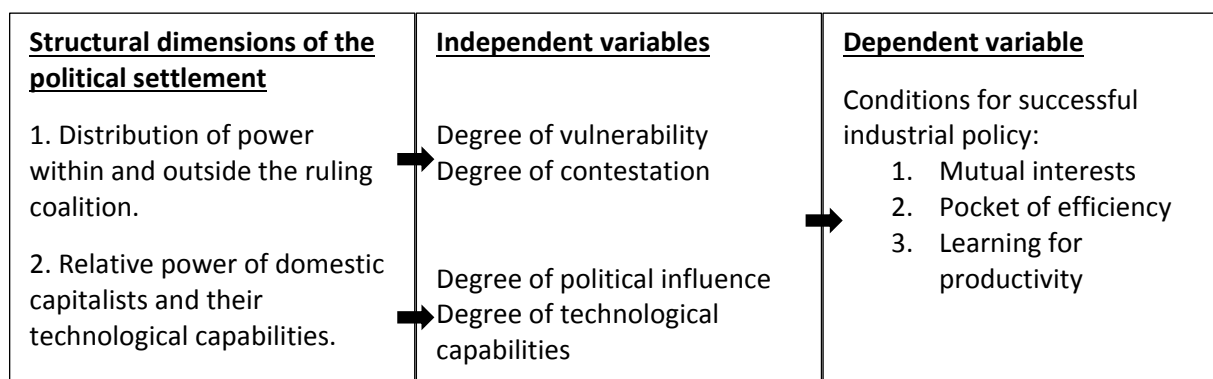 Structural dimensions of the
political settlement
1. Distribution of power
within and outside the ruling
coalition.
2. Relative power of domestic
capitalists and their
technological capabilities.
Independent variables
Degree of vulnerability
Degree of contestation
Degree of political influence
Degree of technological
capabilities
Dependent variable
Conditions for successful
industrial policy:
1. Mutual interests
2. Pocket of efficiency
3. Learning for
productivity